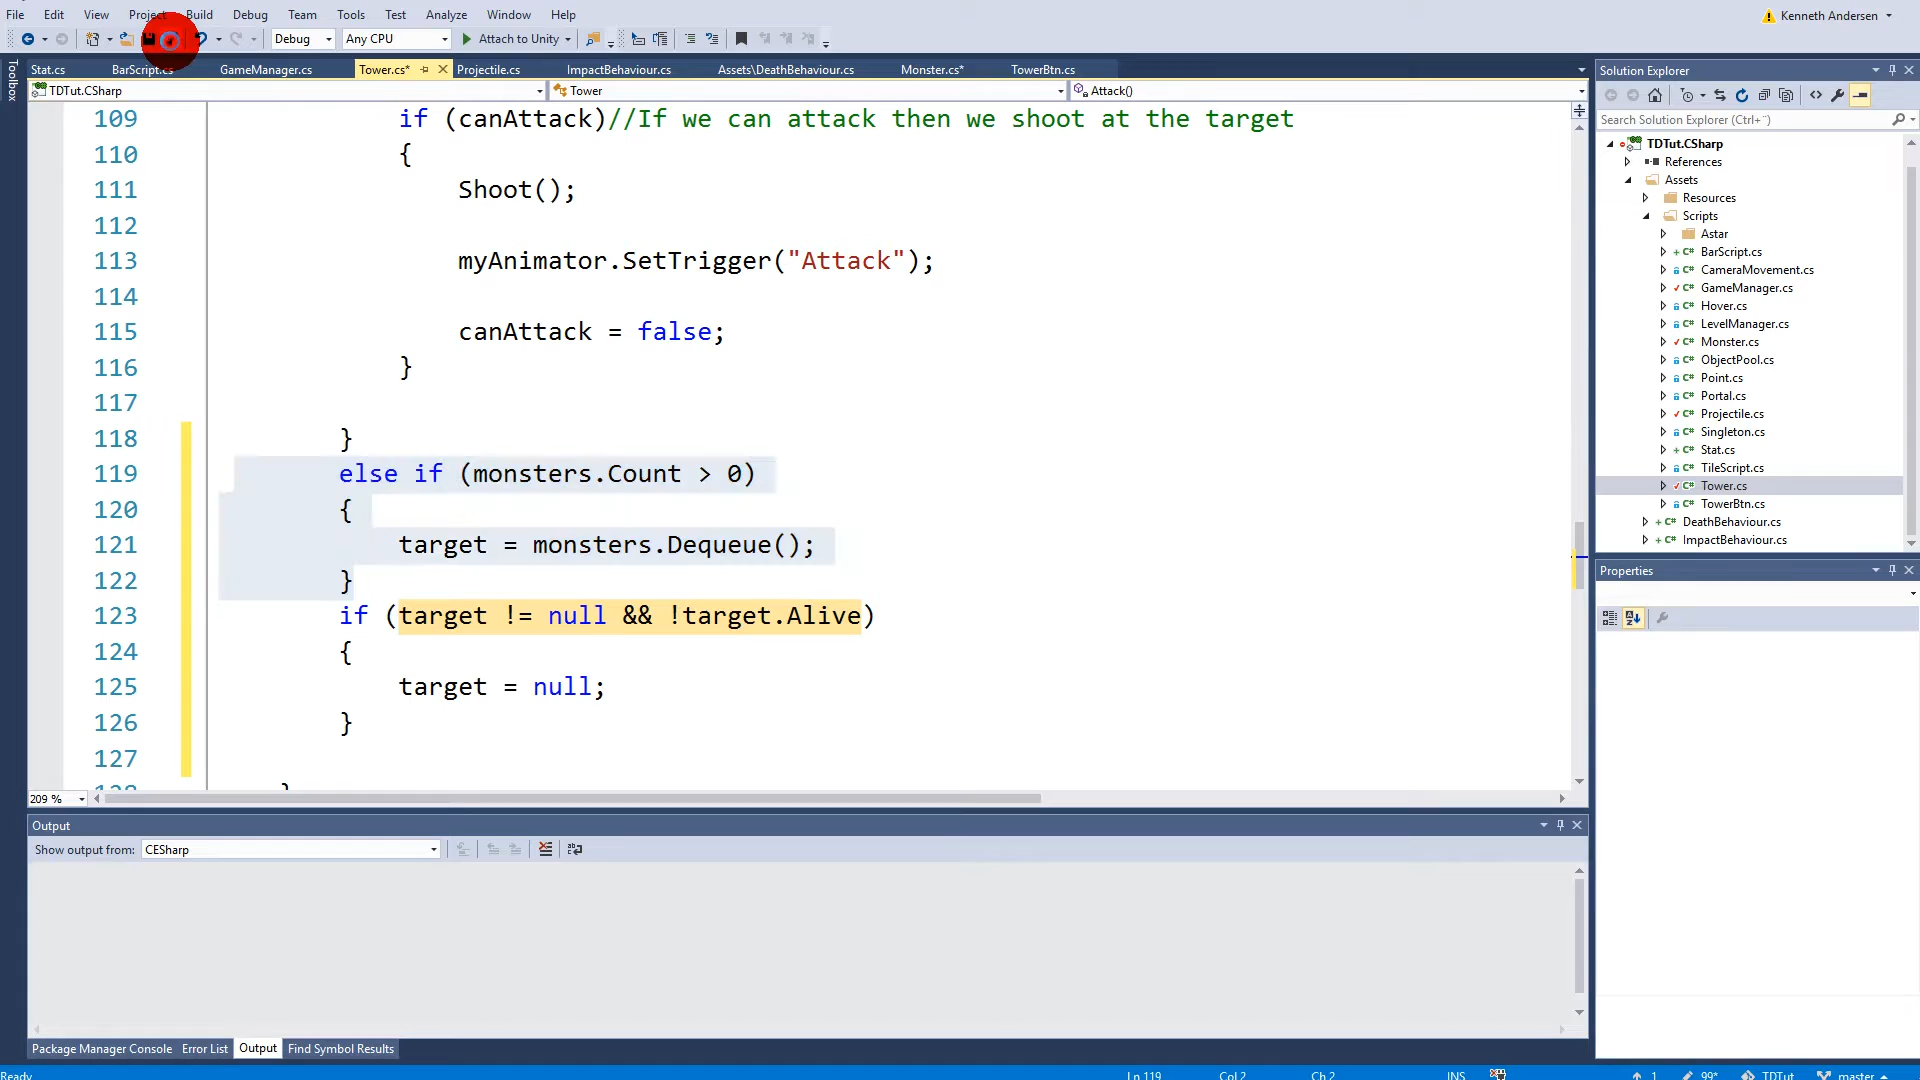 File Edit View Project Build Debug Team Tools Test Analyze Window Help Kenneth Andersen
Debug Any CPU Attach to Unity
Toolbox
Stat.cs BarScript.cs GameManager.cs Tower.cs* Projectile.cs ImpactBehaviour.cs Assets\DeathBehaviour.cs Monster.cs* TowerBtn.cs
TDTut.CSharp Tower Attack()
109 if (canAttack)//If we can attack then we shoot at the target
110 {
111 Shoot();
112
113 myAnimator.SetTrigger("Attack");
114
115 canAttack = false;
116 }
117
118 }
119 else if (monsters.Count > 0)
120 {
121 target = monsters.Dequeue();
122 }
123 if (target != null && !target.Alive)
124 {
125 target = null;
126 }
127
209 %
Output
Show output from: CESharp
Package Manager Console Error List Output Find Symbol Results
Solution Explorer
Search Solution Explorer (Ctrl+¨)
TDTut.CSharp
References
Assets
Resources
Scripts
Astar
C# BarScript.cs
C# CameraMovement.cs
C# GameManager.cs
C# Hover.cs
C# LevelManager.cs
C# Monster.cs
C# ObjectPool.cs
C# Point.cs
C# Portal.cs
C# Projectile.cs
C# Singleton.cs
C# Stat.cs
C# TileScript.cs
C# Tower.cs
C# TowerBtn.cs
C# DeathBehaviour.cs
C# ImpactBehaviour.cs
Properties
Ready Ln 119 Col 2 Ch 2 INS 1 99* TDTut master